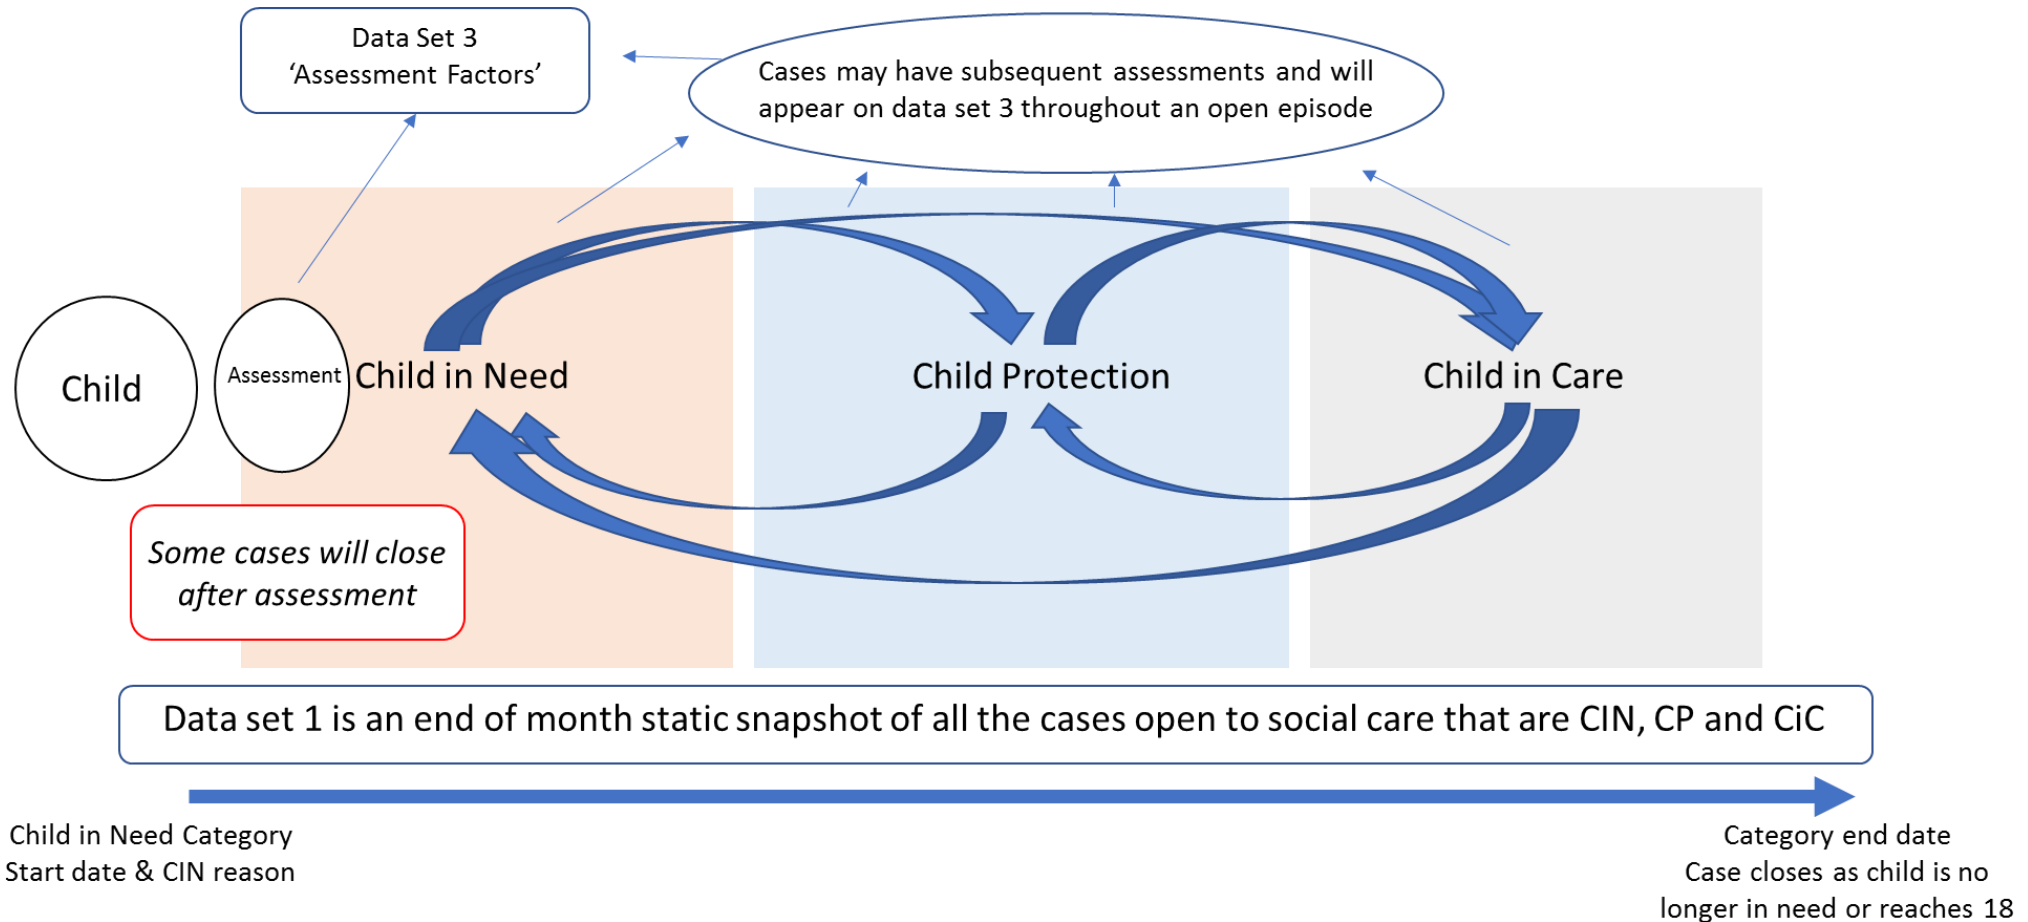 Data Set 3
‘Assessment Factors’
Cases may have subsequent assessments and will
appear on data set 3 throughout an open episode
Child
Assessment
Child in Need
Child Protection
Child in Care
Some cases will close
after assessment
Data set 1 is an end of month static snapshot of all the cases open to social care that are CIN, CP and CiC
Child in Need Category
Start date & CIN reason
Category end date
Case closes as child is no
longer in need or reaches 18